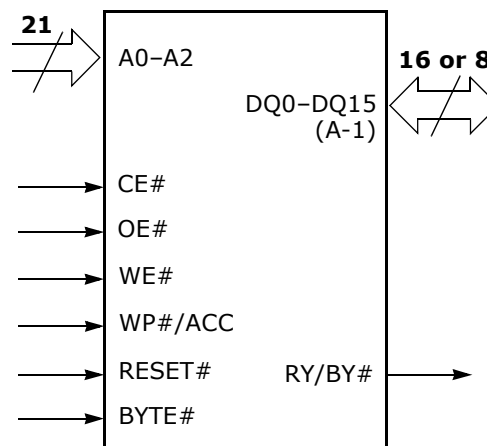 21
A0–A2
16 or 8
DQ0–DQ15
(A-1)
CE#
OE#
WE#
WP#/ACC
RESET#
RY/BY#
BYTE#